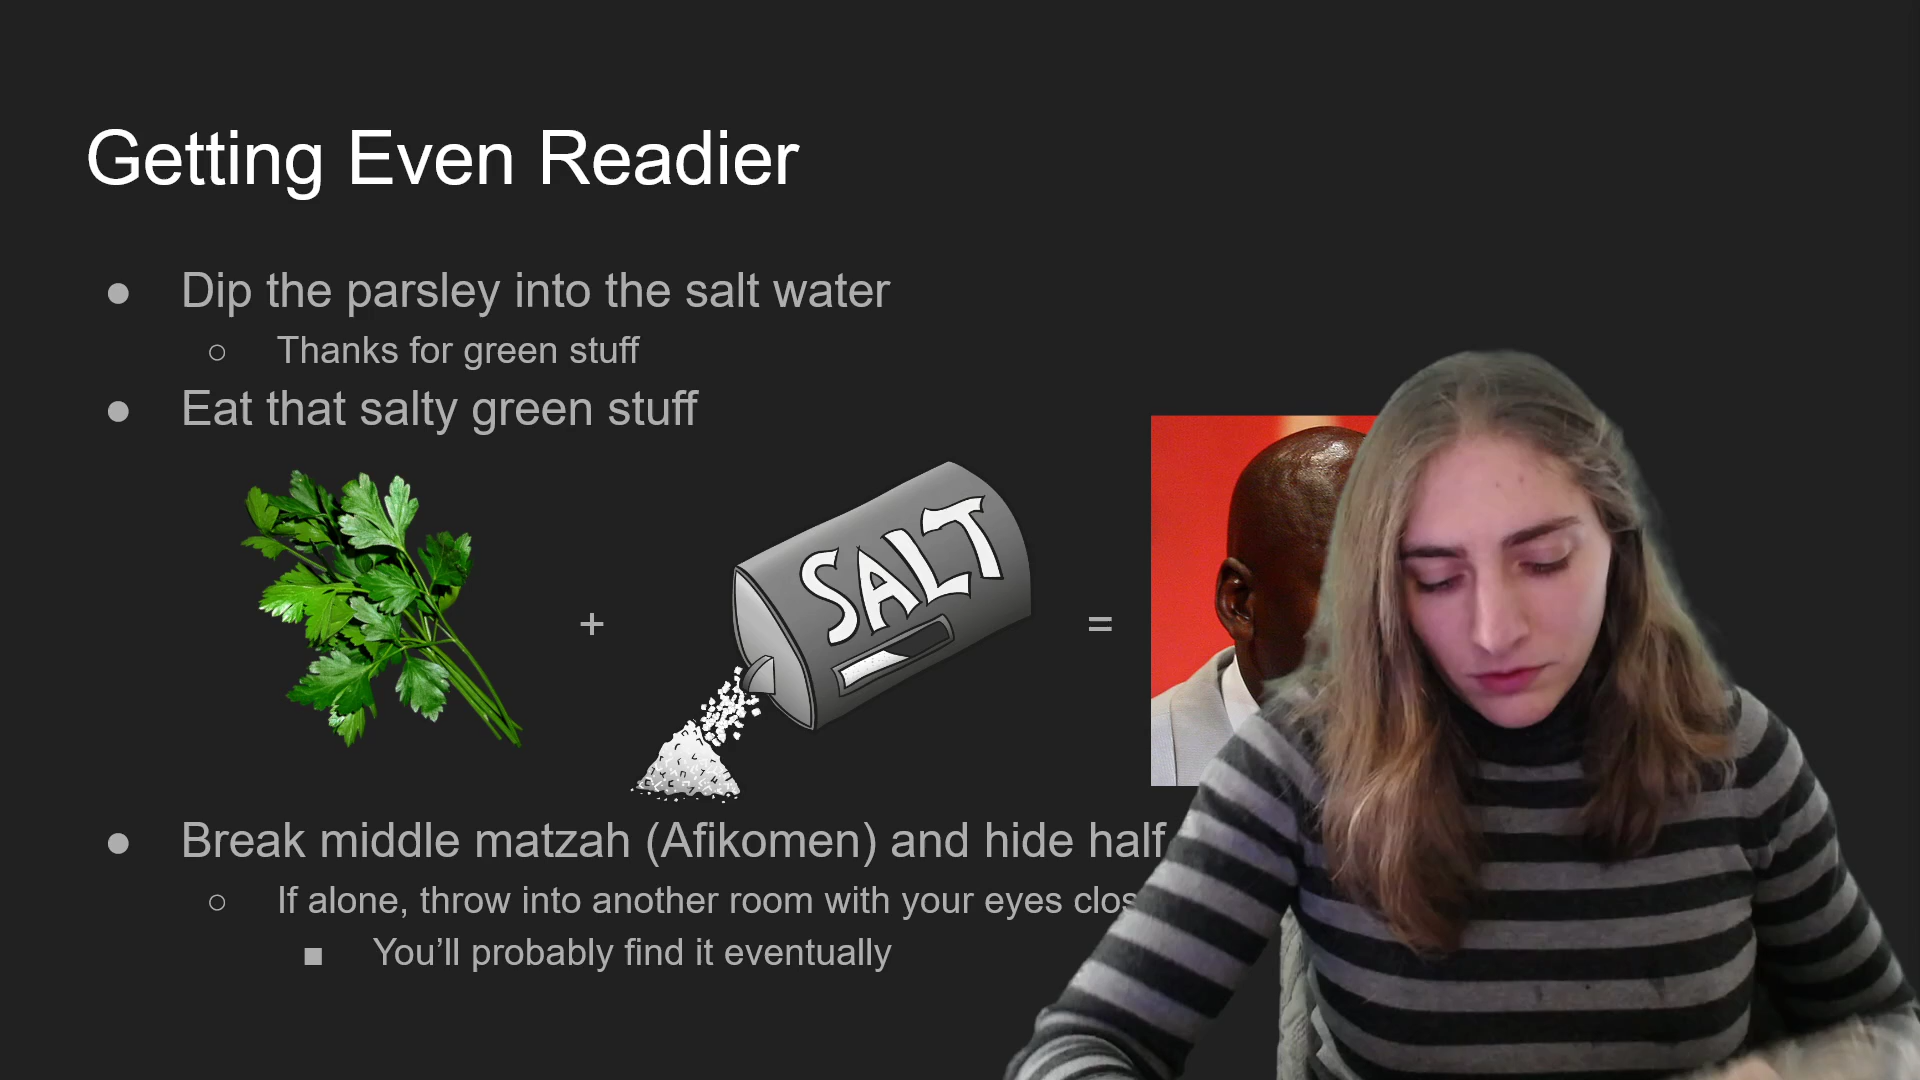 Getting Even Readier
● Dip the parsley into the salt water
○ Thanks for green stuff
● Eat that salty green stuff
SALT
+
=
● Break middle matzah (Afikomen) and hide half
○ If alone, throw into another room with your eyes
■ You’ll probably find it eventually